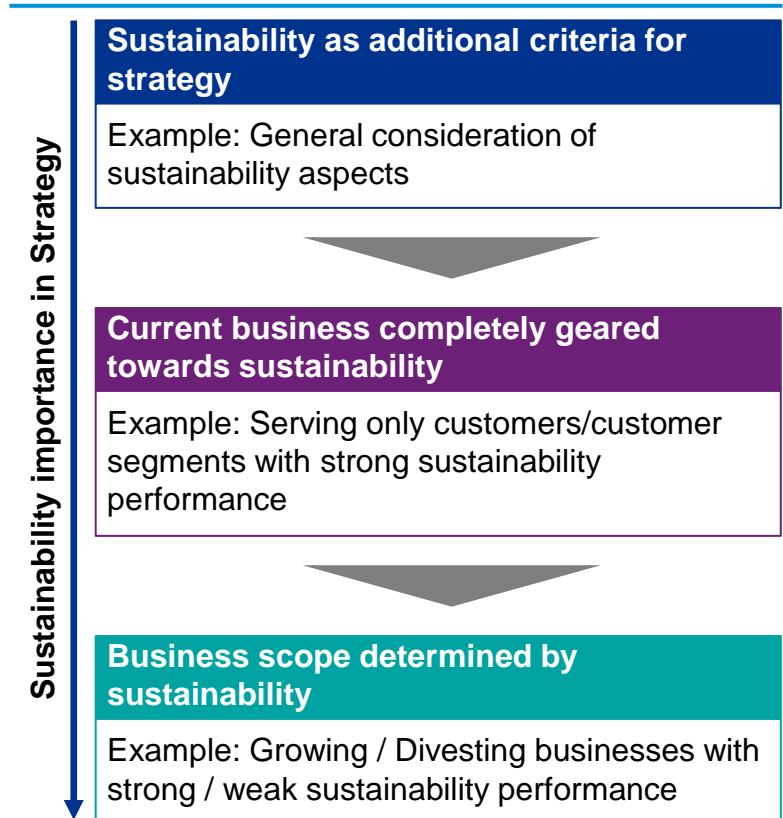 Sustainability importance in Strategy
Sustainability as additional criteria for
strategy
Example: General consideration of
sustainability aspects
Current business completely geared
towards sustainability
Example: Serving only customers/customer
segments with strong sustainability
performance
Business scope determined by
sustainability
Example: Growing / Divesting businesses with
strong / weak sustainability performance